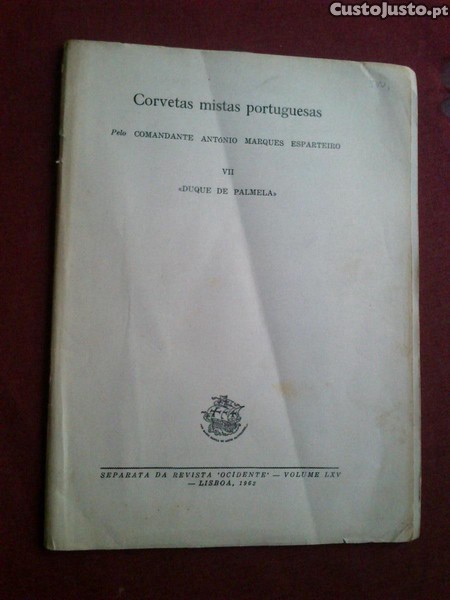 CustoJusto.pt
Corvetas mistas portuguesas
Pelo COMANDANTE ANTÓNIO MARQUES ESPARTEIRO
VII
«DUQUE DE PALMELA»
SEPARATA DA REVISTA 'OCIDENTE' — VOLUME LXV
— LISBOA, 1962